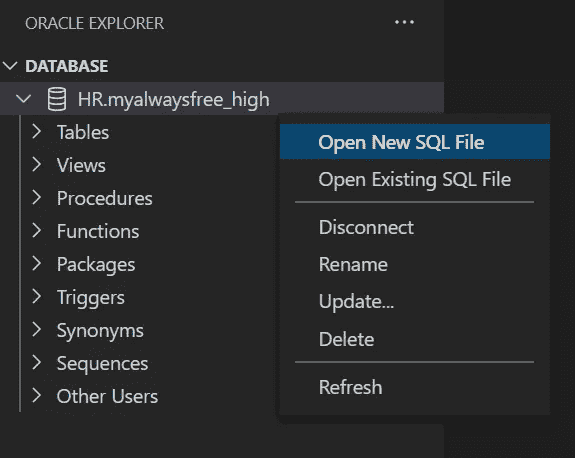 ORACLE EXPLORER
DATABASE
HR.myalwaysfree_high
Tables
Views
Procedures
Functions
Packages
Triggers
Synonyms
Sequences
Other Users
Open New SQL File
Open Existing SQL File
Disconnect
Rename
Update...
Delete
Refresh